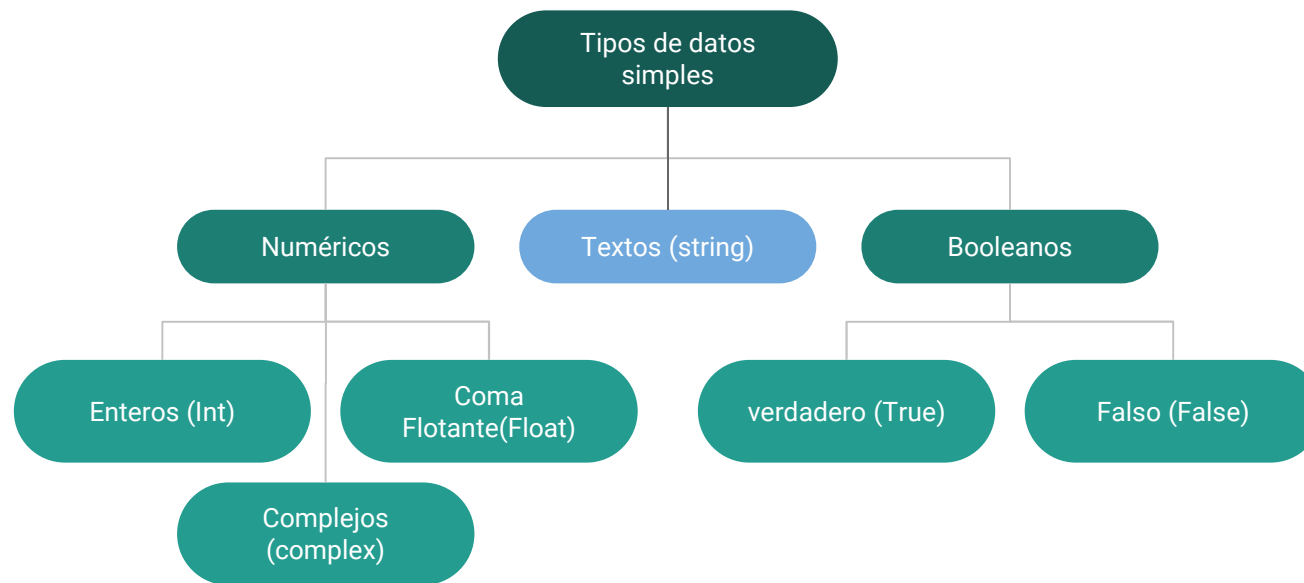 Tipos de datos
simples
Numéricos
Textos (string)
Booleanos
Enteros (Int)
Coma
Flotante(Float)
verdadero (True)
Falso (False)
Complejos
(complex)